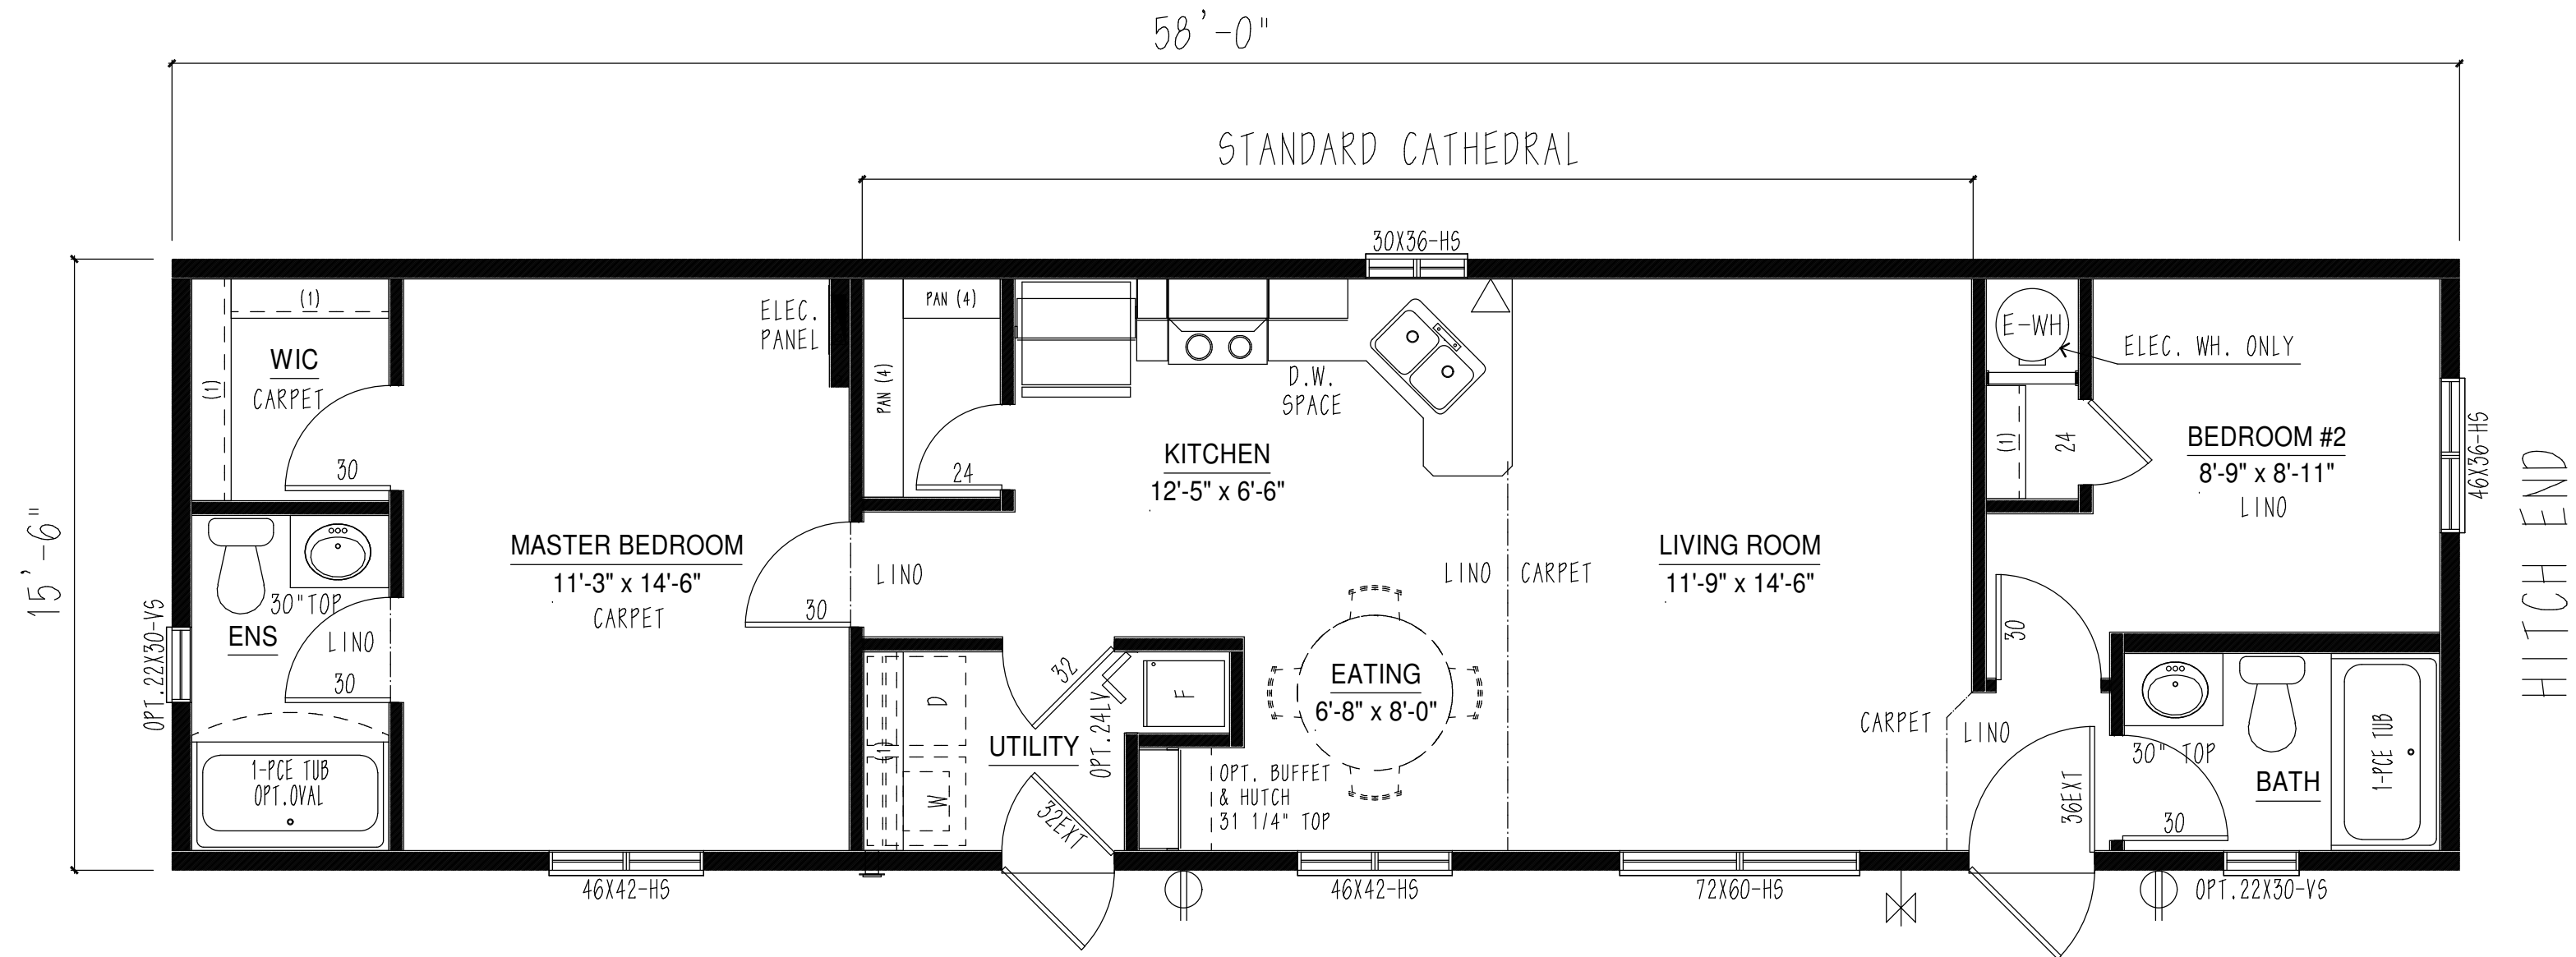 58'-0"
STANDARD CATHEDRAL
30X36-HS
(1)
WIC
CARPET
(1)
30
ELEC.
PANEL
PAN (4)
PAN (4)
24
D.W.
SPACE
KITCHEN
12'-5" x 6'-6"
E-WH
ELEC. WH. ONLY
(1)
24
BEDROOM #2
8'-9" x 8'-11"
LINO
46X36-HS
HITCH END
15'-6"
MASTER BEDROOM
11'-3" x 14'-6"
CARPET
30
LINO
LINO
CARPET
LIVING ROOM
11'-9" x 14'-6"
30"TOP
ENS
LINO
30
OPT.22X30-VS
1-PCE TUB
OPT.OVAL
D
(1)
W
UTILITY
32
OPT.24LV
F
32EXT
EATING
6'-8" x 8'-0"
OPT. BUFFET
& HUTCH
31 1/4" TOP
30
CARPET
LINO
36EXT
30" TOP
BATH
30
1-PCE TUB
46X42-HS
46X42-HS
72X60-HS
OPT.22X30-VS